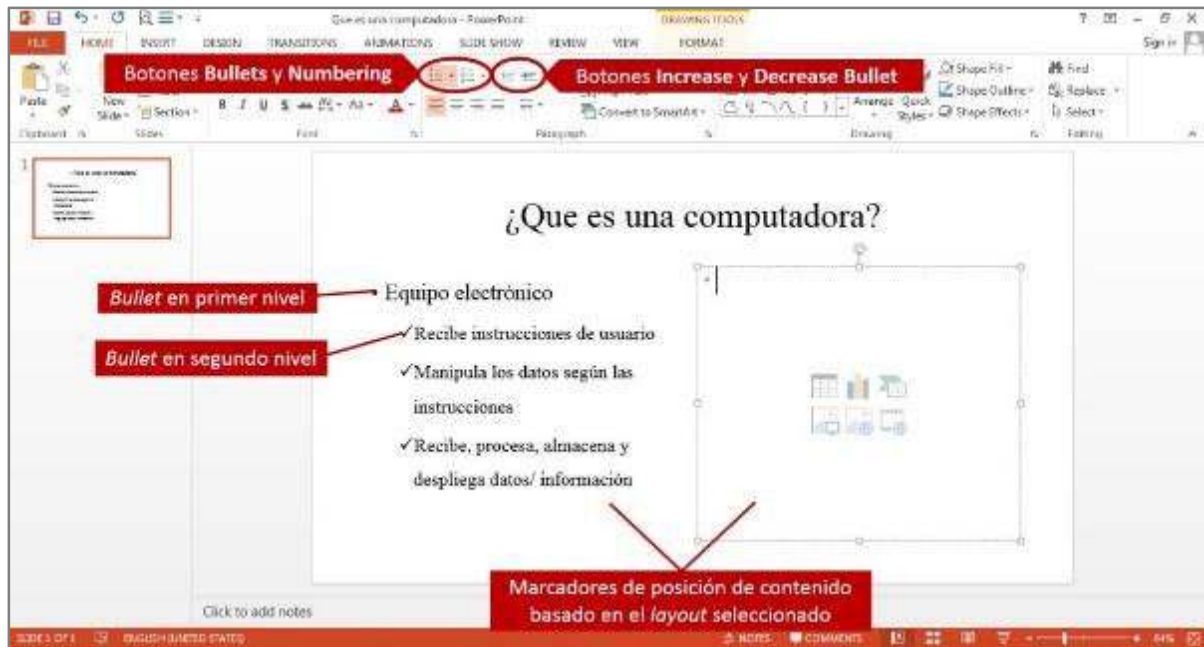 Que es una computadora - PowerPoint
DRAWING TOOLS
FILE HOME INSERT DESIGN TRANSITIONS ANIMATIONS SLIDE SHOW REVIEW VIEW FORMAT
Sign in
Botones Bullets y Numbering
Botones Increase y Decrease Bullet
Paste
New
Slide
Section
B I U S
Aa
A
Convert to SmartArt
Arrange
Quick
Styles
Shape Fill
Shape Outline
Shape Effects
Find
Replace
Select
Clipboard
Slides
Font
Paragraph
Drawing
Editing
1
¿Que es una computadora?
Bullet en primer nivel
Equipo electrónico
Bullet en segundo nivel
✓Recibe instrucciones de usuario
✓Manipula los datos según las
instrucciones
✓Recibe, procesa, almacena y
despliega datos/ información
Marcadores de posición de contenido
basado en el layout seleccionado
Click to add notes
SLIDE 1 OF 1 ENGLISH (UNITED STATES)
NOTES COMMENTS
64%